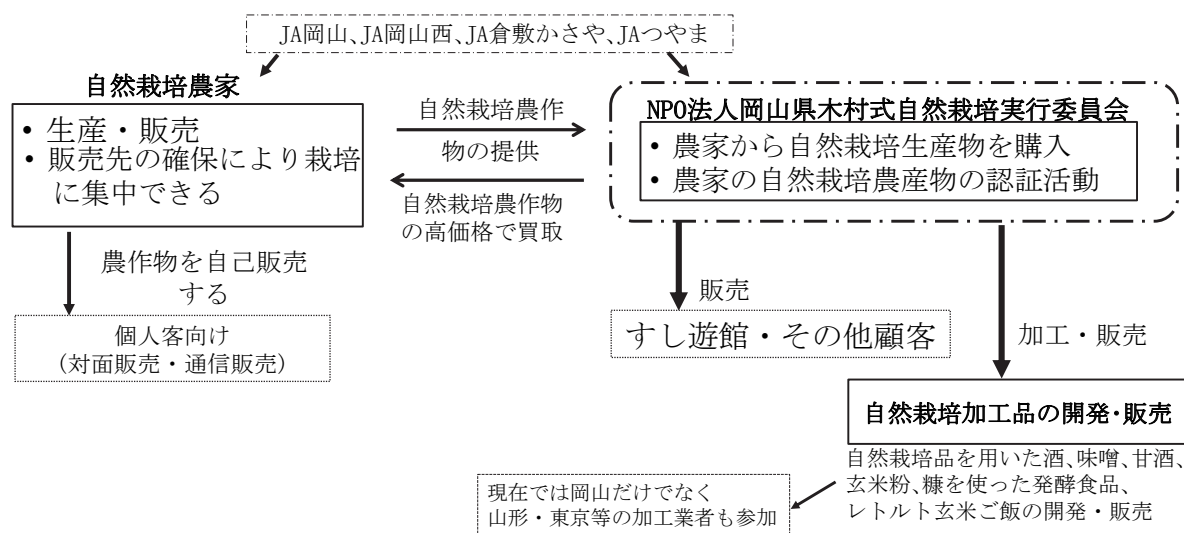 JA岡山、JA岡山西、JA倉敷かさや、JAつやま
自然栽培農家
• 生産・販売
• 販売先の確保により栽培
に集中できる
自然栽培農作
物の提供
自然栽培農作物
の高価格で買取
NPO法人岡山県木村式自然栽培実行委員会
• 農家から自然栽培生産物を購入
• 農家の自然栽培農産物の認証活動
農作物を自己販売
する
個人客向け
(対面販売・通信販売)
販売
すし遊館・その他顧客
加工・販売
自然栽培加工品の開発・販売
自然栽培品を用いた酒、味噌、甘酒、
玄米粉、糠を使った発酵食品、
レトルト玄米ご飯の開発・販売
現在では岡山だけでなく
山形・東京等の加工業者も参加